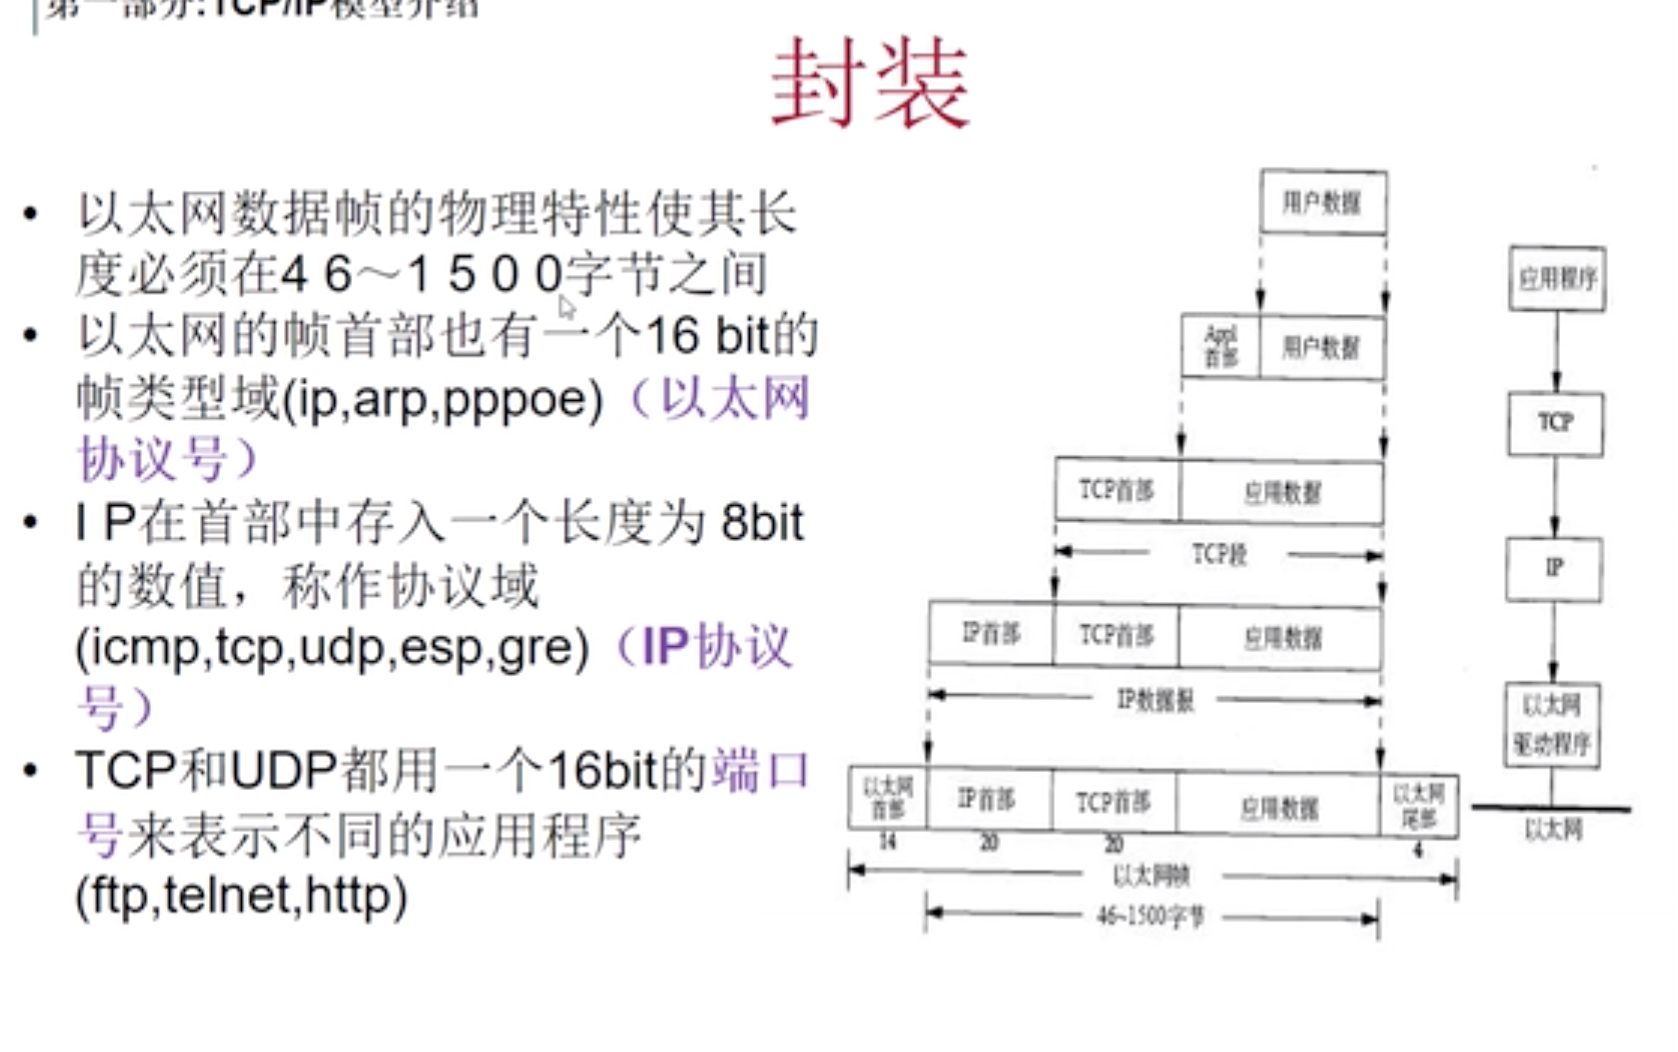 第一部分:TCP/IP模型介绍
封装
• 以太网数据帧的物理特性使其长
度必须在4 6～1 5 0 0字节之间
• 以太网的帧首部也有一个16 bit的
帧类型域(ip,arp,pppoe)（以太网
协议号）
• I P在首部中存入一个长度为 8bit
的数值，称作协议域
(icmp,tcp,udp,esp,gre)（IP协议
号）
• TCP和UDP都用一个16bit的端口
号来表示不同的应用程序
(ftp,telnet,http)
用户数据
Appl
首部
用户数据
TCP首部
应用数据
TCP段
IP首部
TCP首部
应用数据
IP数据报
以太网
首部
IP首部
TCP首部
应用数据
以太网
尾部
14
20
20
4
以太网帧
46~1500字节
应用程序
TCP
IP
以太网
驱动程序
以太网